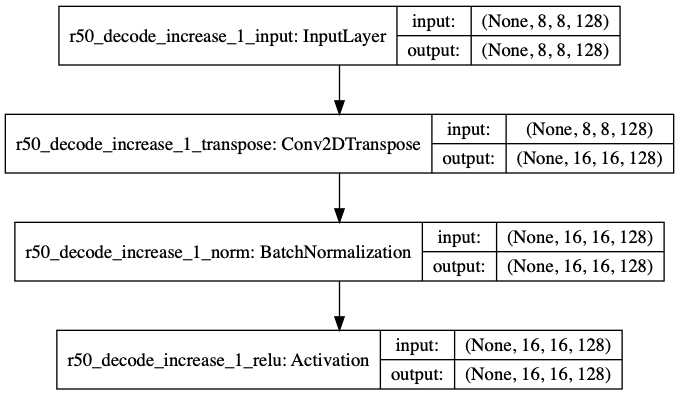 r50_decode_increase_1_input: InputLayer
input: (None, 8, 8, 128)
output: (None, 8, 8, 128)
r50_decode_increase_1_transpose: Conv2DTranspose
input: (None, 8, 8, 128)
output: (None, 16, 16, 128)
r50_decode_increase_1_norm: BatchNormalization
input: (None, 16, 16, 128)
output: (None, 16, 16, 128)
r50_decode_increase_1_relu: Activation
input: (None, 16, 16, 128)
output: (None, 16, 16, 128)